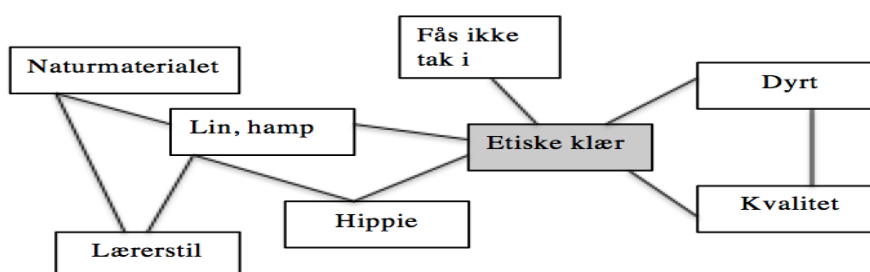 Fås ikke
tak i
Naturmaterialet
Dyrt
Lin, hamp
Etiske klær
Kvalitet
Hippie
Lærerstil